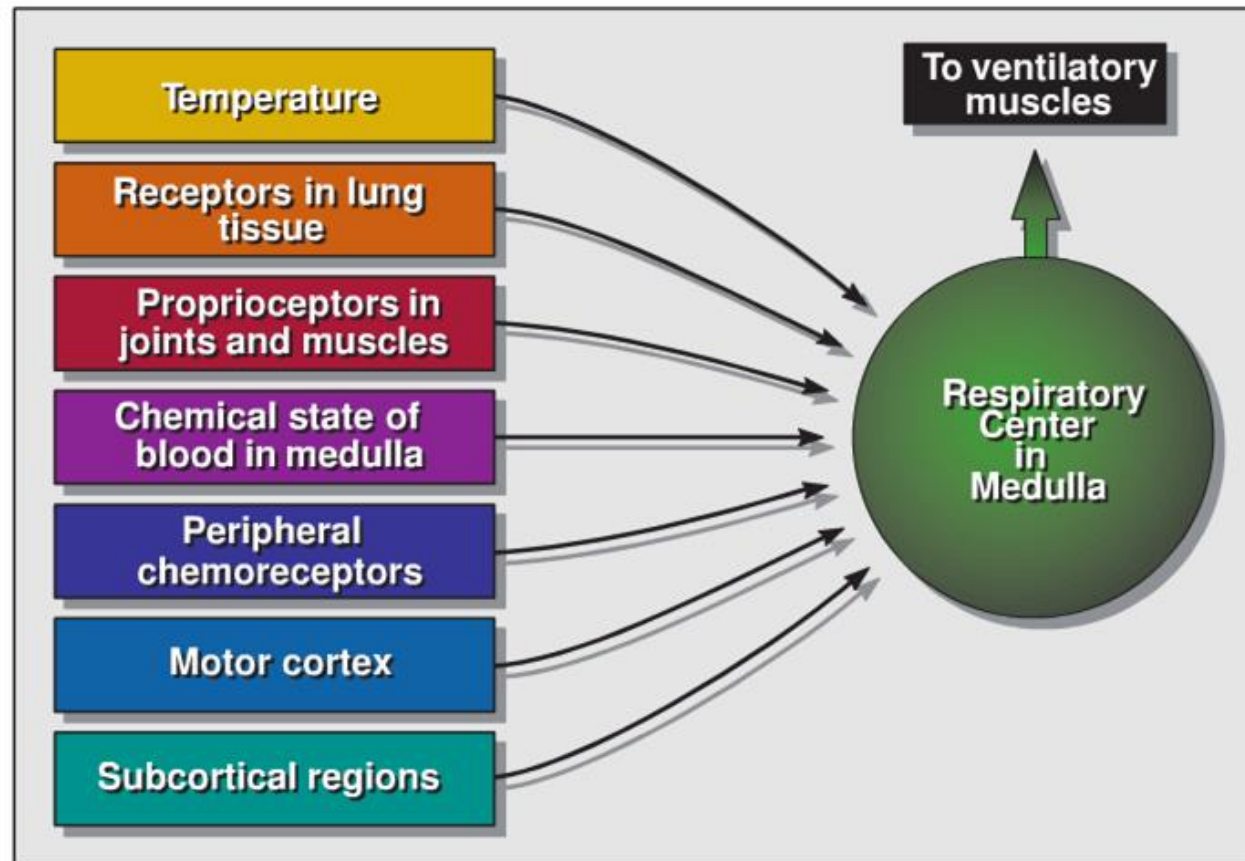 Temperature
Receptors in lung
tissue
Proprioceptors in
joints and muscles
Chemical state of
blood in medulla
Peripheral
chemoreceptors
Motor cortex
Subcortical regions
To ventilatory
muscles
Respiratory
Center
in
Medulla